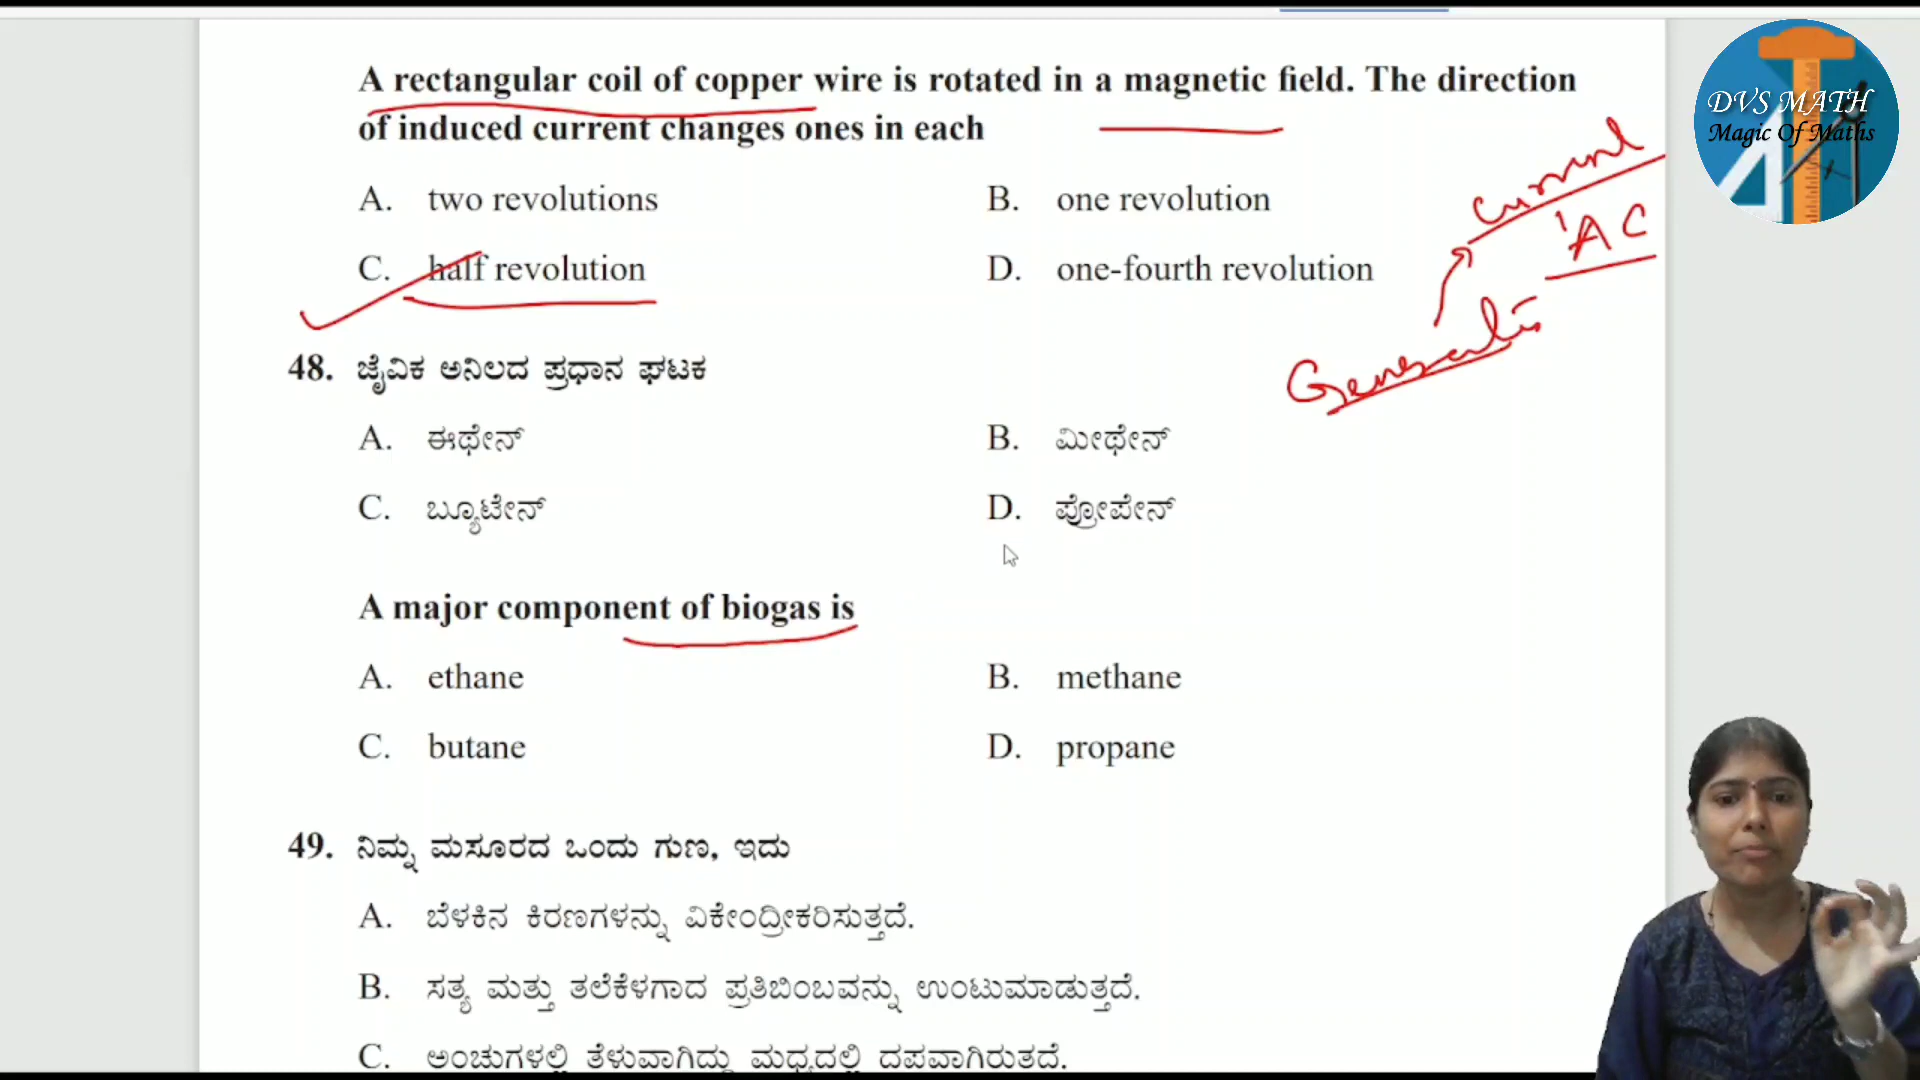 A rectangular coil of copper wire is rotated in a magnetic field. The direction
of induced current changes ones in each
A. two revolutions
B. one revolution
C. half revolution
D. one-fourth revolution
DVS MATH
Magic Of Maths
current
AC
48. ಜೈವಿಕ ಅನಿಲದ ಪ್ರಧಾನ ಘಟಕ
A. ಈಥೇನ್
B. ಮೀಥೇನ್
C. ಬ್ಯೂಟೇನ್
D. ಪ್ರೋಪೇನ್
A major component of biogas is
A. ethane
B. methane
C. butane
D. propane
49. ನಿಮ್ನ ಮಸೂರದ ಒಂದು ಗುಣ, ಇದು
A. ಬೆಳಕಿನ ಕಿರಣಗಳನ್ನು ವಿಕೇಂದ್ರೀಕರಿಸುತ್ತದೆ.
B. ಸತ್ಯ ಮತ್ತು ತಲೆಕೆಳಗಾದ ಪ್ರತಿಬಿಂಬವನ್ನು ಉಂಟುಮಾಡುತ್ತದೆ.
C. ಅಂಚುಗಳಲ್ಲಿ ತೆಳುವಾಗಿದ್ದು ಮಧ್ಯದಲ್ಲಿ ದಪ್ಪವಾಗಿರುತ್ತದೆ.